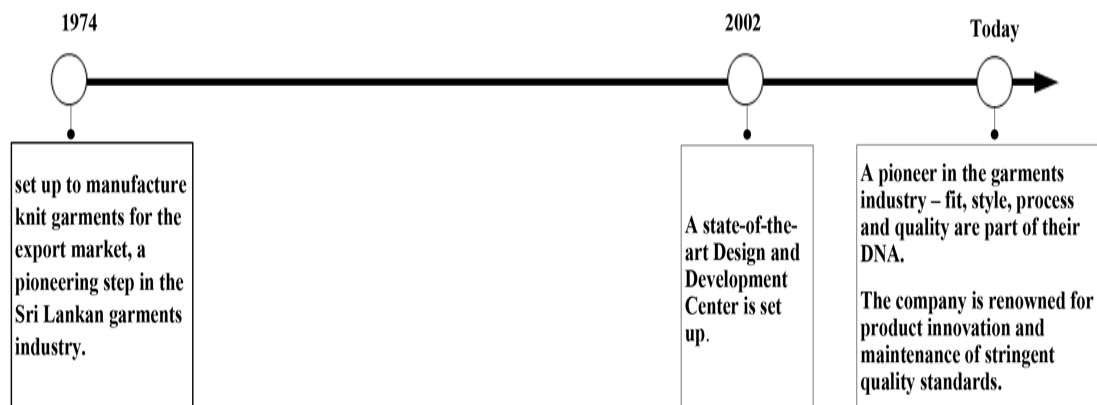 1974
2002
Today
set up to manufacture
knit garments for the
export market, a
pioneering step in the
Sri Lankan garments
industry.
A state-of-the-
art Design and
Development
Center is set
up.
A pioneer in the garments
industry – fit, style, process
and quality are part of their
DNA.
The company is renowned for
product innovation and
maintenance of stringent
quality standards.